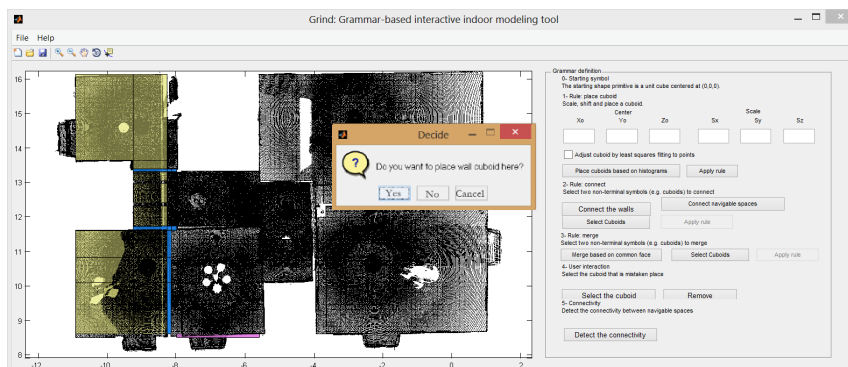 Grind: Grammar-based interactive indoor modeling tool
File Help
Grammar definition
0- Starting symbol
The starting shape primitive is a unit cube centered at (0,0,0).
1- Rule: place cuboid
Scale, shift and place a cuboid.
Center Scale
Xo Yo Zo Sx Sy Sz
Adjust cuboid by least squares fitting to points
Place cuboids based on histograms Apply rule
2- Rule: connect
Select two non-terminal symbols (e.g. cuboids) to connect
Connect the walls Connect navigable spaces
Select Cuboids Apply rule
3- Rule: merge
Select two non-terminal symbols (e.g. cuboids) to merge
Merge based on common face Select Cuboids Apply rule
4- User interaction
Select the cuboid that is mistaken place
Select the cuboid Remove
5- Connectivity
Detect the connectivity between navigable spaces
Detect the connectivity
Decide
Do you want to place wall cuboid here?
Yes No Cancel
16
15
14
13
12
11
10
9
8
-12 -10 -8 -6 -4 -2 0 2